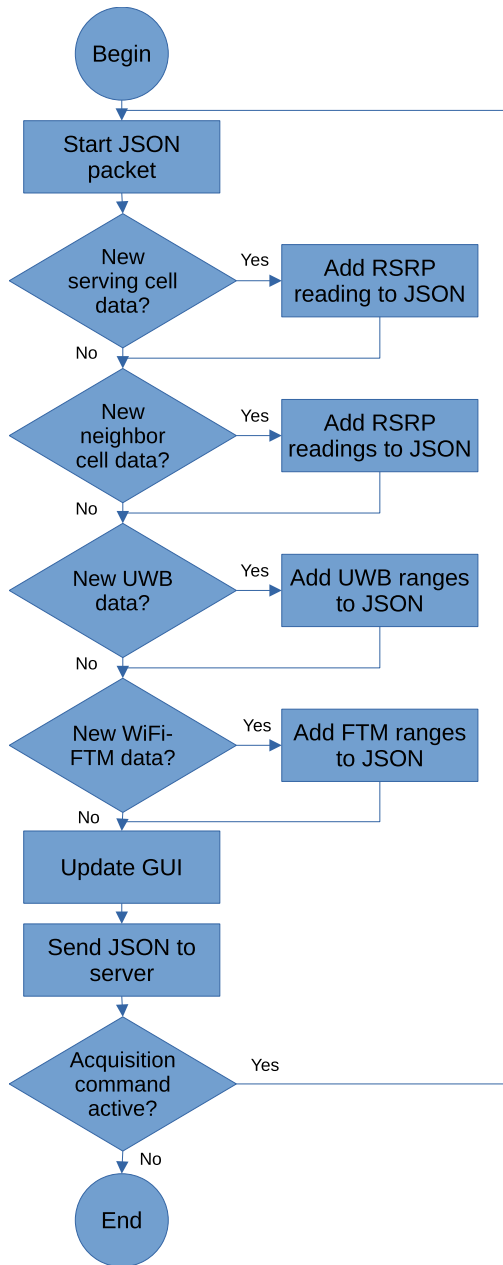 Begin
Start JSON
packet
New
serving cell
data?
Yes
Add RSRP
reading to JSON
No
New
neighbor
cell data?
Yes
Add RSRP
readings to JSON
No
New UWB
data?
Yes
Add UWB ranges
to JSON
No
New WiFi-
FTM data?
Yes
Add FTM ranges
to JSON
No
Update GUI
Send JSON to
server
Acquisition
command
active?
Yes
No
End